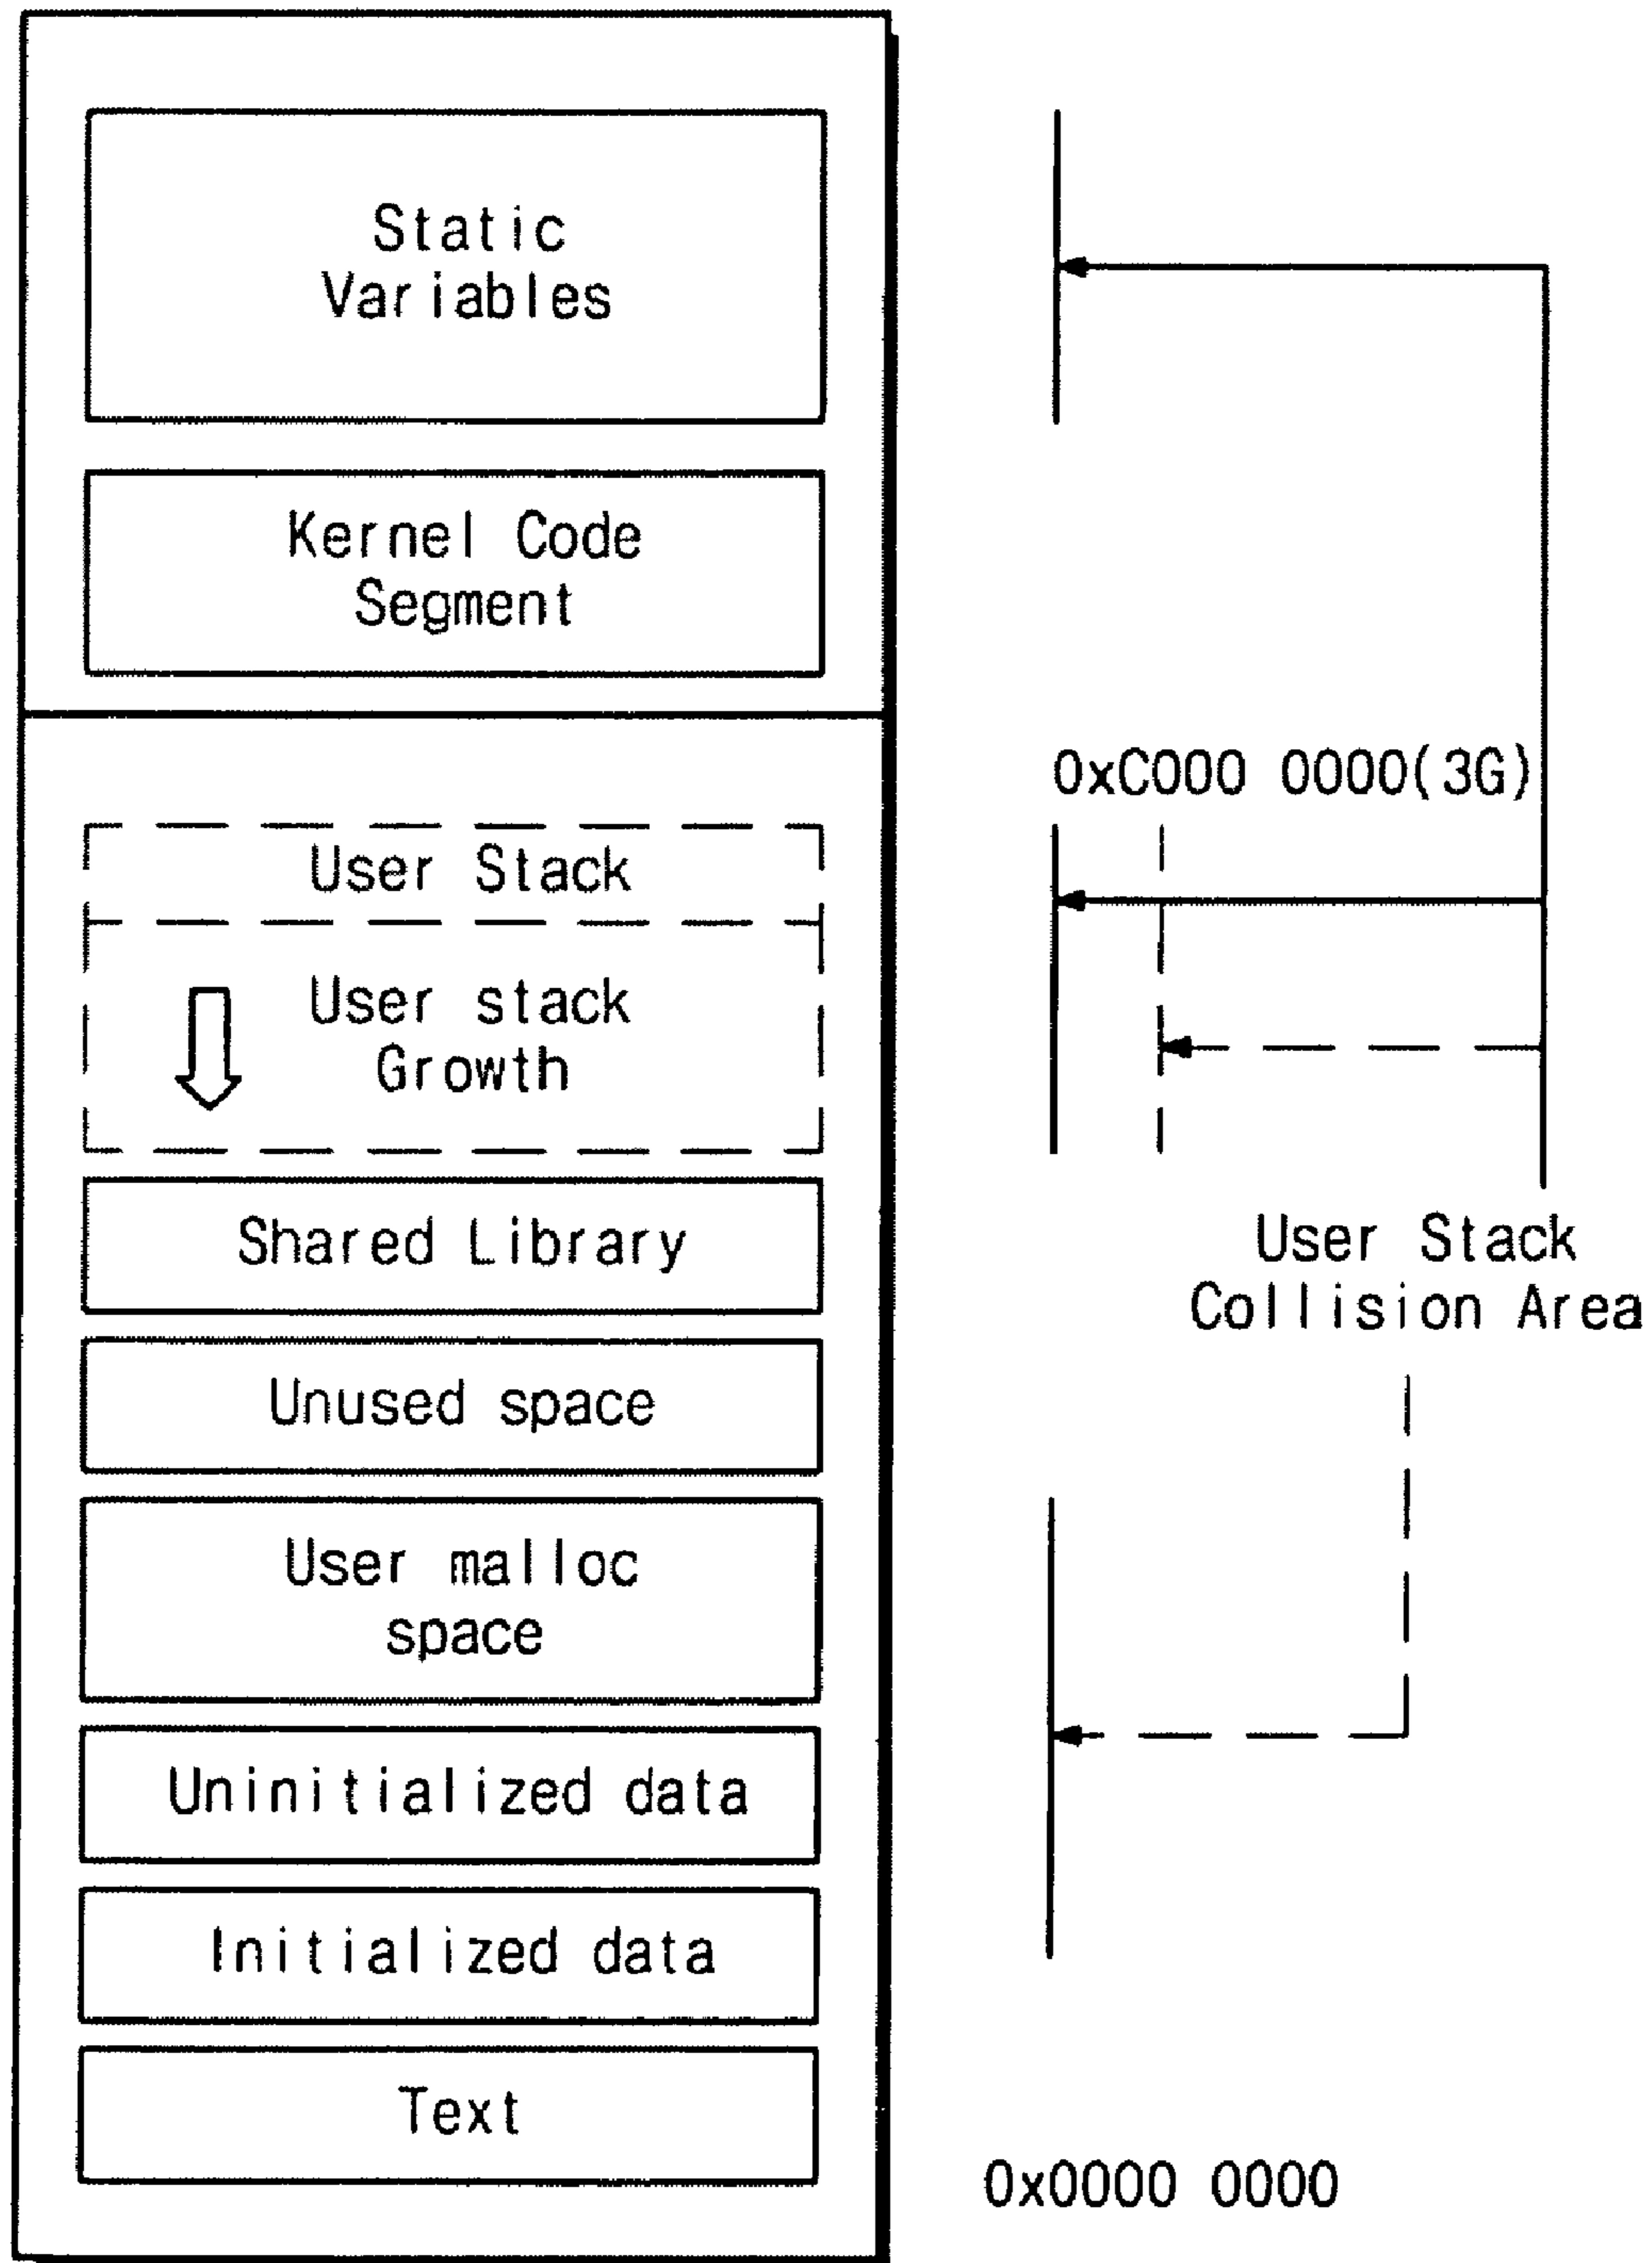 Static
Variables
Kernel Code
Segment
0xC000 0000(3G)
User Stack
User stack
Growth
Shared Library
User Stack
Collision Area
Unused space
User malloc
space
Uninitialized data
Initialized data
Text
0x0000 0000